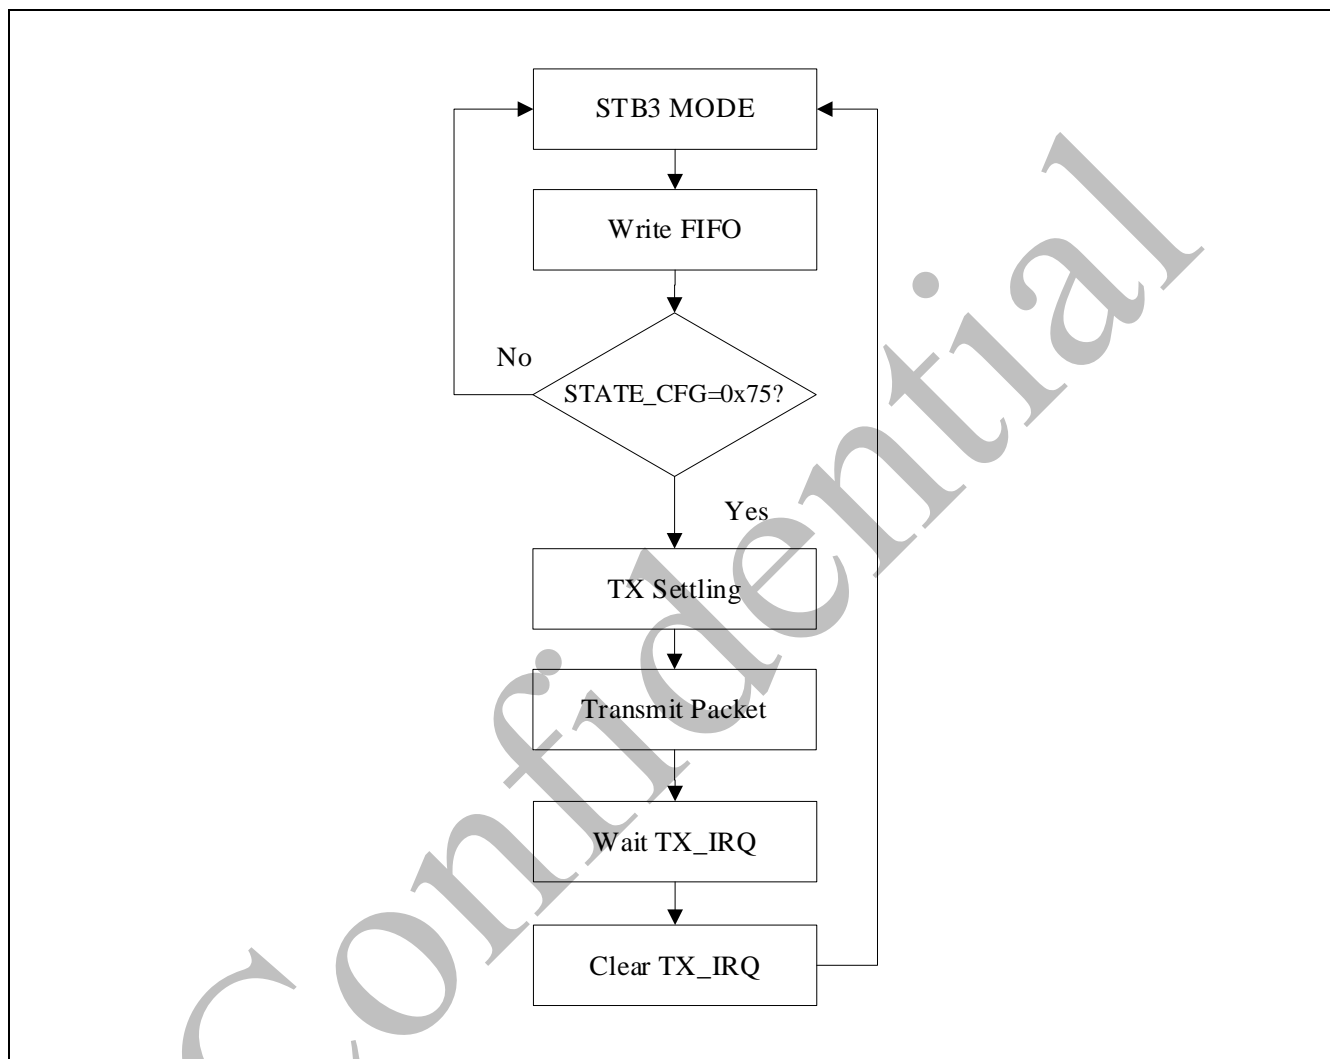 STB3 MODE
Write FIFO
No
STATE_CFG=0x75?
Yes
TX Settling
Transmit Packet
Wait TX_IRQ
Clear TX_IRQ
Confidential